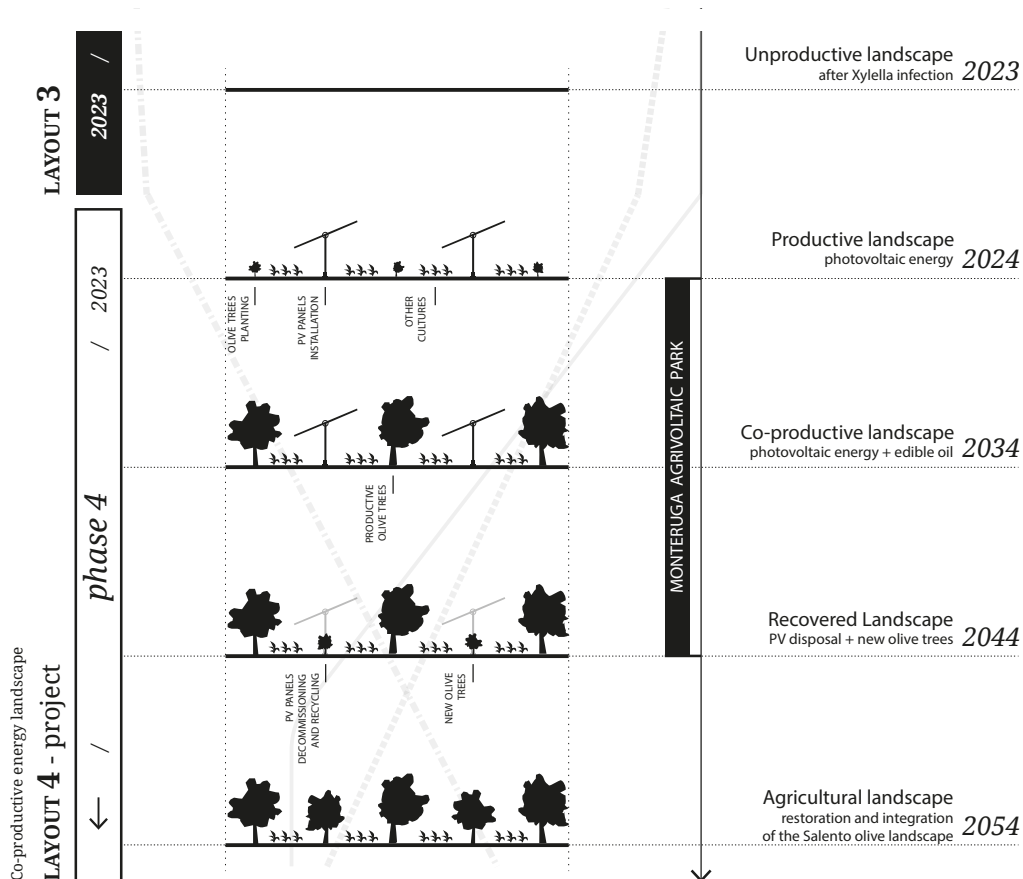 LAYOUT 3
2023 /
Unproductive landscape
after Xylella infection 2023
Productive landscape
photovoltaic energy 2024
/ 2023
OLIVE TREES
PLANTING
PV PANELS
INSTALLATION
OTHER
CULTURES
MONTERUGA AGRIVOLTAIC PARK
Co-productive landscape
photovoltaic energy + edible oil 2034
PRODUCTIVE
OLIVE TREES
phase 4
Recovered Landscape
PV disposal + new olive trees 2044
PV PANELS
DECOMMISSIONING
AND RECYCLING
NEW OLIVE
TREES
/
Co-productive energy landscape
LAYOUT 4 - project
Agricultural landscape
restoration and integration
of the Salento olive landscape 2054